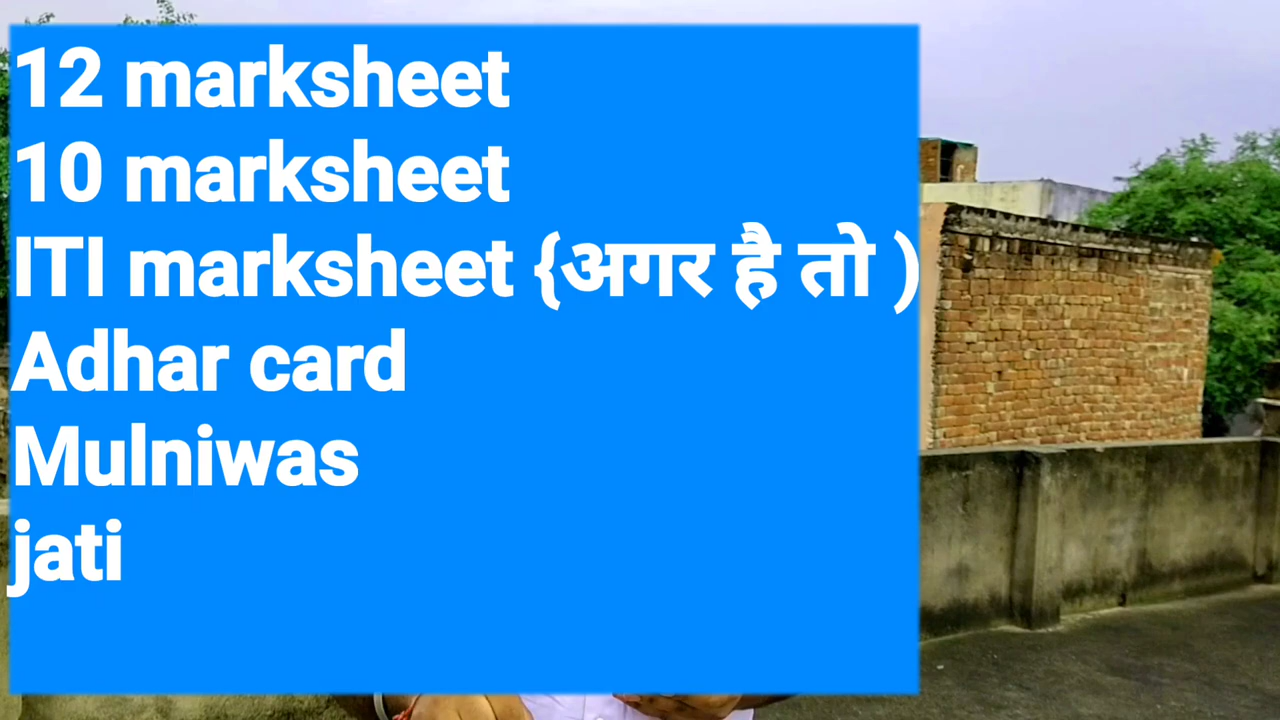 12 marksheet
10 marksheet
ITI marksheet {अगर है तो )
Adhar card
Mulniwas
jati